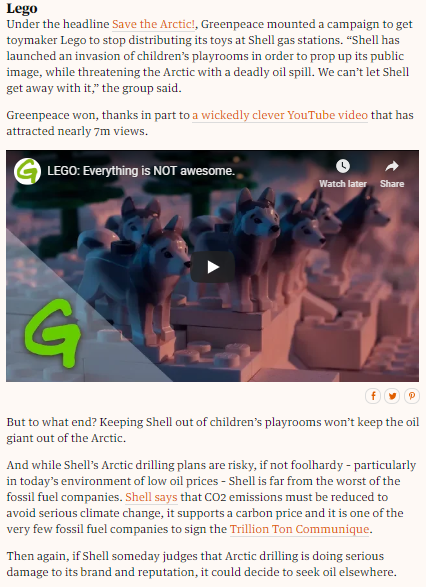 Lego
Under the headline Save the Arctic!, Greenpeace mounted a campaign to get
toymaker Lego to stop distributing its toys at Shell gas stations. “Shell has
launched an invasion of children’s playrooms in order to prop up its public
image, while threatening the Arctic with a deadly oil spill. We can’t let Shell
get away with it,” the group said.
Greenpeace won, thanks in part to a wickedly clever YouTube video that has
attracted nearly 7m views.
LEGO: Everything is NOT awesome.
Watch later
Share
G
But to what end? Keeping Shell out of children’s playrooms won’t keep the oil
giant out of the Arctic.
And while Shell’s Arctic drilling plans are risky, if not foolhardy - particularly
in today’s environment of low oil prices - Shell is far from the worst of the
fossil fuel companies. Shell says that CO2 emissions must be reduced to
avoid serious climate change, it supports a carbon price and it is one of the
very few fossil fuel companies to sign the Trillion Ton Communique.
Then again, if Shell someday judges that Arctic drilling is doing serious
damage to its brand and reputation, it could decide to seek oil elsewhere.